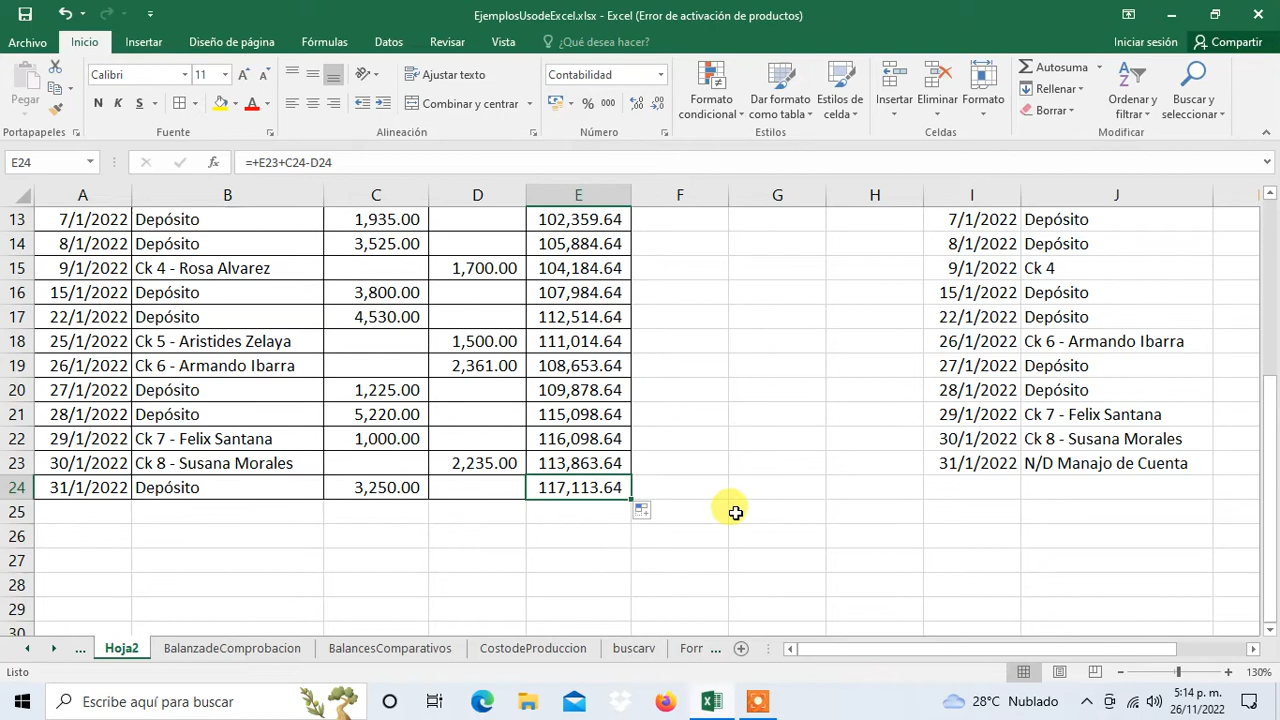 EjemplosUsodeExcel.xlsx - Excel (Error de activación de productos)
Archivo Inicio Insertar Diseño de página Fórmulas Datos Revisar Vista ¿Qué desea hacer? Iniciar sesión Compartir
Pegar Calibri 11 Ajustar texto Contabilidad Formato condicional Dar formato como tabla Estilos de celda Insertar Eliminar Formato Autosuma Ordenar y filtrar Buscar y seleccionar
N K S Combinar y centrar % 000 Rellenar
Borrar
Portapapeles Fuente Alineación Número Estilos Celdas Modificar
E24 fx =+E23+C24-D24
A B C D E F G H I J
13 7/1/2022 Depósito 1,935.00 102,359.64 7/1/2022 Depósito
14 8/1/2022 Depósito 3,525.00 105,884.64 8/1/2022 Depósito
15 9/1/2022 Ck 4 - Rosa Alvarez 1,700.00 104,184.64 9/1/2022 Ck 4
16 15/1/2022 Depósito 3,800.00 107,984.64 15/1/2022 Depósito
17 22/1/2022 Depósito 4,530.00 112,514.64 22/1/2022 Depósito
18 25/1/2022 Ck 5 - Aristides Zelaya 1,500.00 111,014.64 26/1/2022 Ck 6 - Armando Ibarra
19 26/1/2022 Ck 6 - Armando Ibarra 2,361.00 108,653.64 27/1/2022 Depósito
20 27/1/2022 Depósito 1,225.00 109,878.64 28/1/2022 Depósito
21 28/1/2022 Depósito 5,220.00 115,098.64 29/1/2022 Ck 7 - Felix Santana
22 29/1/2022 Ck 7 - Felix Santana 1,000.00 116,098.64 30/1/2022 Ck 8 - Susana Morales
23 30/1/2022 Ck 8 - Susana Morales 2,235.00 113,863.64 31/1/2022 N/D Manajo de Cuenta
24 31/1/2022 Depósito 3,250.00 117,113.64
25
26
27
28
29
30
... Hoja2 BalanzadeComprobacion BalancesComparativos CostodeProduccion buscarv Forr ...
Listo 130%
Escribe aquí para buscar 28°C Nublado 5:14 p. m.
26/11/2022